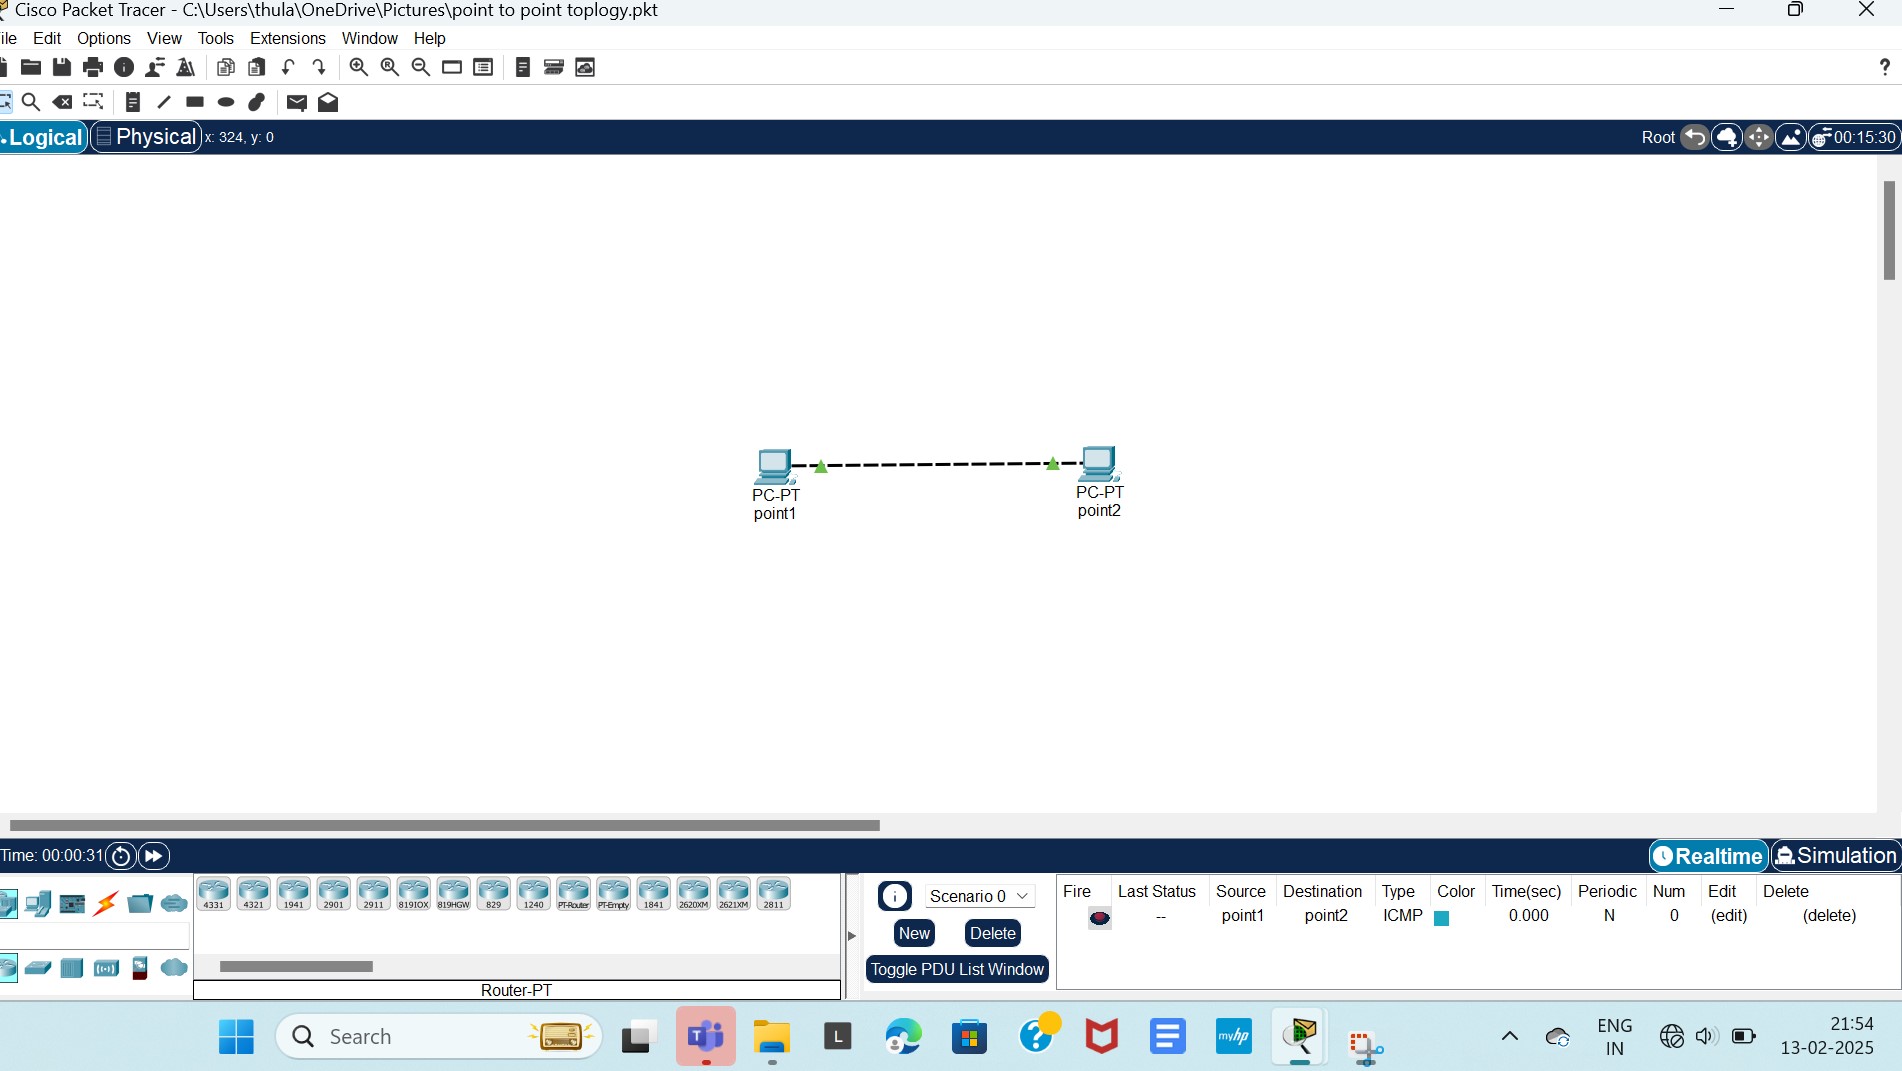 Cisco Packet Tracer - C:\Users\thula\OneDrive\Pictures\point to point toplogy.pkt
ile Edit Options View Tools Extensions Window Help
?
Logical Physical x: 324, y: 0 Root 00:15:30
PC-PT
point1
PC-PT
point2
Time: 00:00:31 Realtime Simulation
4331 4321 1941 2901 2911 819IOX 819HGW 829 1240 PT-Router PT-Empty 1841 2620XM 2621XM 2811
Router-PT
Scenario 0
New Delete
Toggle PDU List Window
Fire Last Status Source Destination Type Color Time(sec) Periodic Num Edit Delete
-- point1 point2 ICMP 0.000 N 0 (edit) (delete)
Search
L
myhp
ENG
IN
21:54
13-02-2025